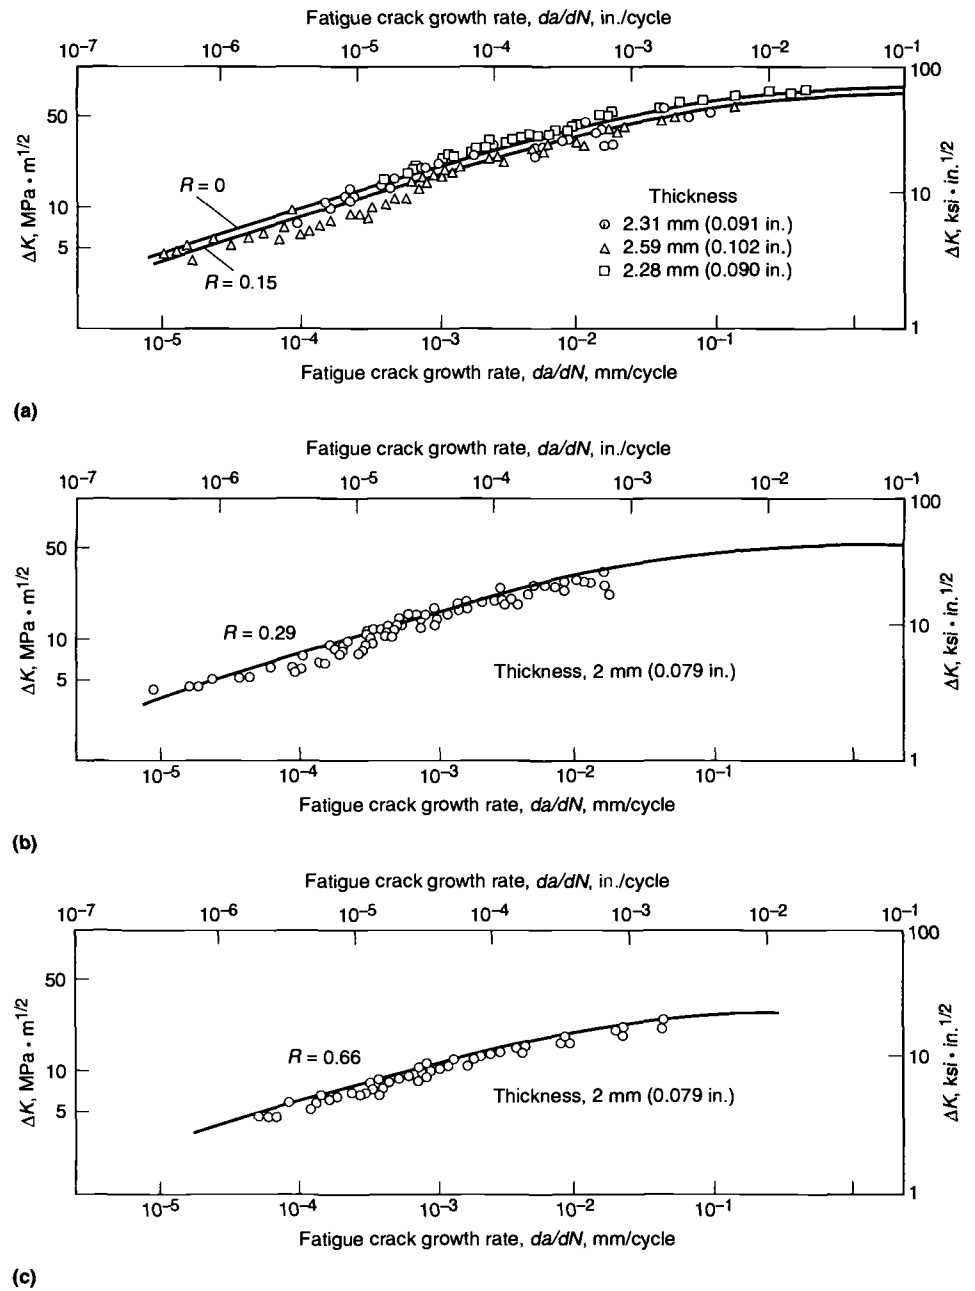 Fatigue crack growth rate, da/dN, in./cycle
10⁻⁷ 10⁻⁶ 10⁻⁵ 10⁻⁴ 10⁻³ 10⁻² 10⁻¹
100
50
R = 0
Thickness
10
10
2.31 mm (0.091 in.)
ΔK, MPa • m^1/2
ΔK, ksi • in.^1/2
5
2.59 mm (0.102 in.)
R = 0.15
2.28 mm (0.090 in.)
1
10⁻⁵ 10⁻⁴ 10⁻³ 10⁻² 10⁻¹
Fatigue crack growth rate, da/dN, mm/cycle
(a)
Fatigue crack growth rate, da/dN, in./cycle
10⁻⁷ 10⁻⁶ 10⁻⁵ 10⁻⁴ 10⁻³ 10⁻² 10⁻¹
100
50
R = 0.29
10
10
ΔK, MPa • m^1/2
ΔK, ksi • in.^1/2
5
Thickness, 2 mm (0.079 in.)
1
10⁻⁵ 10⁻⁴ 10⁻³ 10⁻² 10⁻¹
Fatigue crack growth rate, da/dN, mm/cycle
(b)
Fatigue crack growth rate, da/dN, in./cycle
10⁻⁷ 10⁻⁶ 10⁻⁵ 10⁻⁴ 10⁻³ 10⁻² 10⁻¹
100
50
R = 0.66
10
10
ΔK, MPa • m^1/2
ΔK, ksi • in.^1/2
5
Thickness, 2 mm (0.079 in.)
1
10⁻⁵ 10⁻⁴ 10⁻³ 10⁻² 10⁻¹
Fatigue crack growth rate, da/dN, mm/cycle
(c)